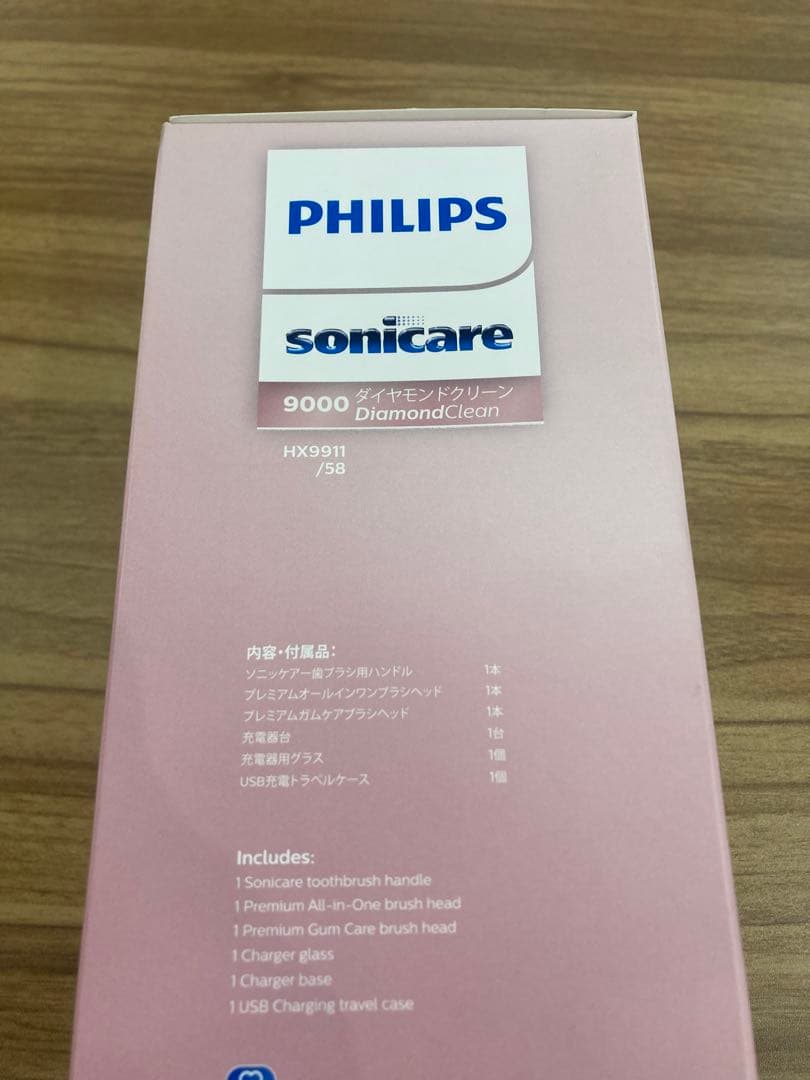 PHILIPS
sonicare
9000 ダイヤモンドクリーン
DiamondClean
HX9911
/58
内容・付属品：
ソニッケアー歯ブラシ用ハンドル 1本
プレミアムオールインワンブラシヘッド 1本
プレミアムガムケアブラシヘッド 1本
充電器台 1台
充電器用グラス 1個
USB充電トラベルケース 1個
Includes:
1 Sonicare toothbrush handle
1 Premium All-in-One brush head
1 Premium Gum Care brush head
1 Charger glass
1 Charger base
1 USB Charging travel case